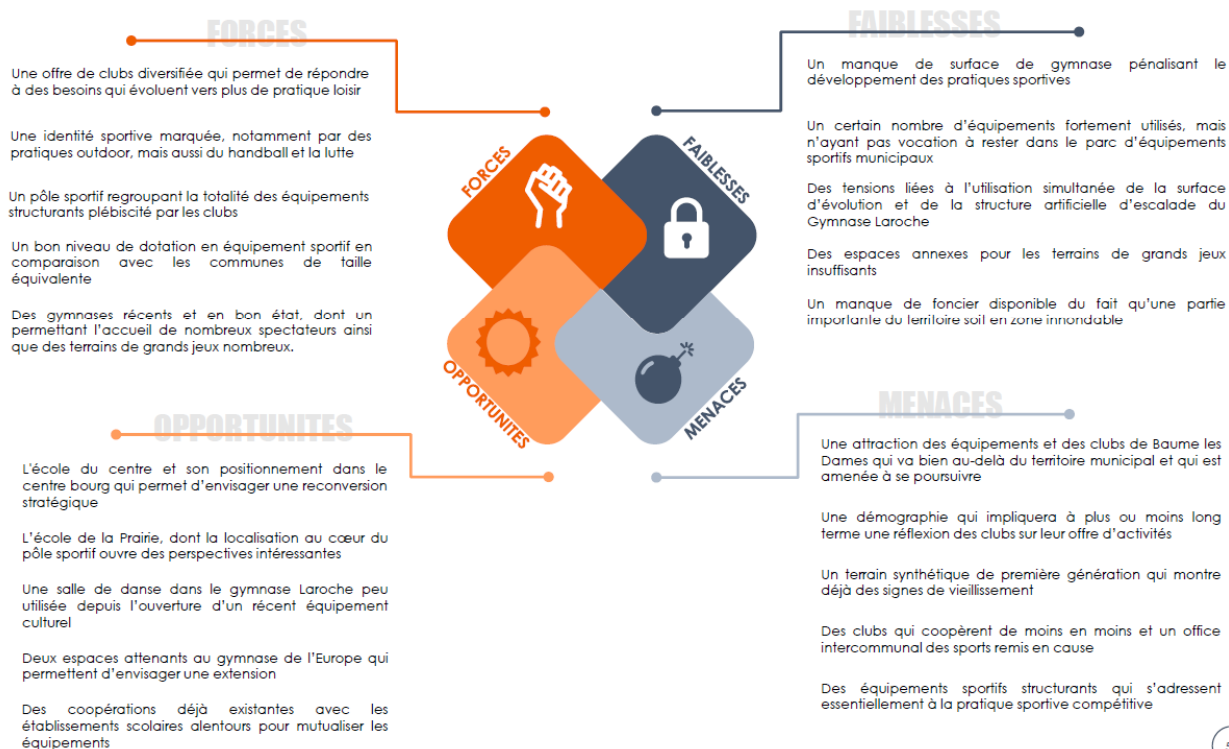 FORCES
Une offre de clubs diversifiée qui permet de répondre
à des besoins qui évoluent vers plus de pratique loisir
Une identité sportive marquée, notamment par des
pratiques outdoor, mais aussi du handball et la lutte
Un pôle sportif regroupant la totalité des équipements
structurants plébiscité par les clubs
Un bon niveau de dotation en équipement sportif en
comparaison avec les communes de taille
équivalente
Des gymnases récents et en bon état, dont un
permettant l'accueil de nombreux spectateurs ainsi
que des terrains de grands jeux nombreux.
FAIBLESSES
Un manque de surface de gymnase pénalisant le
développement des pratiques sportives
Un certain nombre d'équipements fortement utilisés, mais
n'ayant pas vocation à rester dans le parc d'équipements
sportifs municipaux
Des tensions liées à l'utilisation simultanée de la surface
d'évolution et de la structure artificielle d'escalade du
Gymnase Laroche
Des espaces annexes pour les terrains de grands jeux
insuffisants
Un manque de foncier disponible du fait qu'une partie
importante du territoire soit en zone innondable
FORCES
FAIBLESSES
OPPORTUNITES
MENACES
OPPORTUNITES
L'école du centre et son positionnement dans le
centre bourg qui permet d'envisager une reconversion
stratégique
L'école de la Prairie, dont la localisation au cœur du
pôle sportif ouvre des perspectives intéressantes
Une salle de danse dans le gymnase Laroche peu
utilisée depuis l'ouverture d'un récent équipement
culturel
Deux espaces attenants au gymnase de l'Europe qui
permettent d'envisager une extension
Des coopérations déjà existantes avec les
établissements scolaires alentours pour mutualiser les
équipements
MENACES
Une attraction des équipements et des clubs de Baume les
Dames qui va bien au-delà du territoire municipal et qui est
amenée à se poursuivre
Une démographie qui impliquera à plus ou moins long
terme une réflexion des clubs sur leur offre d'activités
Un terrain synthétique de première génération qui montre
déjà des signes de vieillissement
Des clubs qui coopèrent de moins en moins et un office
intercommunal des sports remis en cause
Des équipements sportifs structurants qui s'adressent
essentiellement à la pratique sportive compétitive